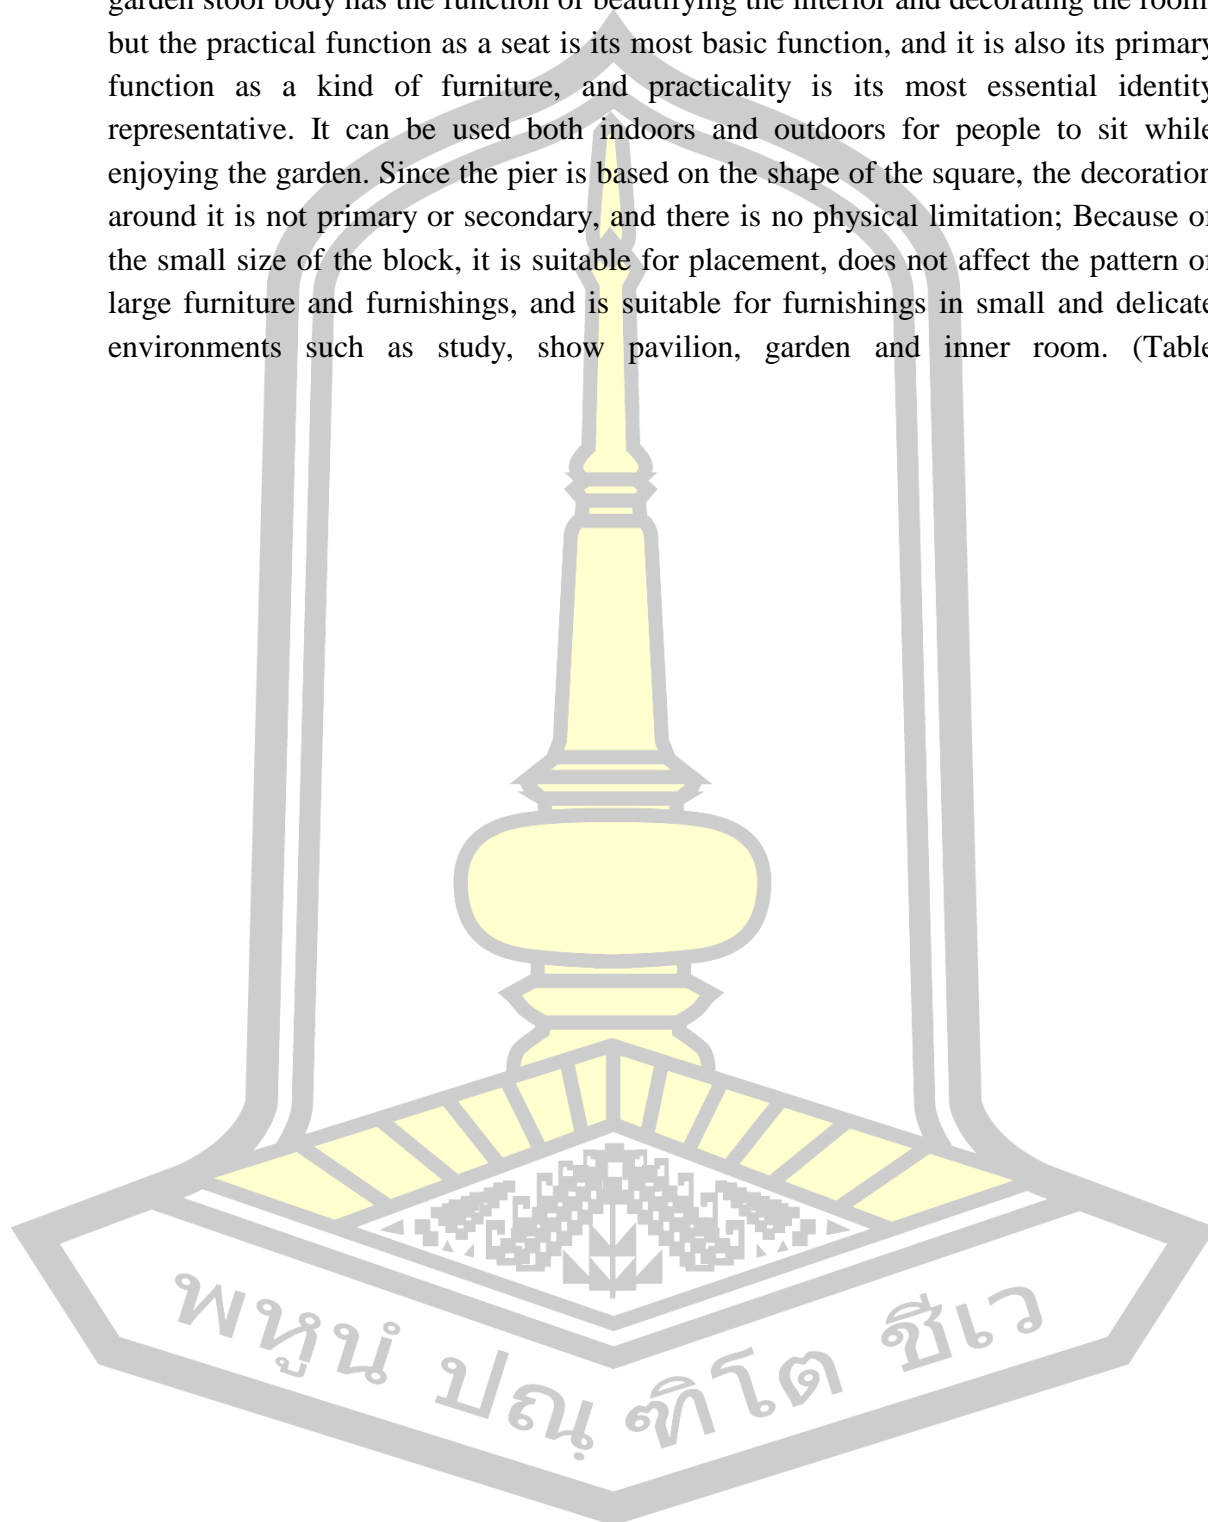 garden stool body has the function of beautifying the interior and decorating the room,
but the practical function as a seat is its most basic function, and it is also its primary
function as a kind of furniture, and practicality is its most essential identity
representative. It can be used both indoors and outdoors for people to sit while
enjoying the garden. Since the pier is based on the shape of the square, the decoration
around it is not primary or secondary, and there is no physical limitation; Because of
the small size of the block, it is suitable for placement, does not affect the pattern of
large furniture and furnishings, and is suitable for furnishings in small and delicate
environments such as study, show pavilion, garden and inner room. (Table
พหูนํ ปณฺ ฑิโต ชีเว